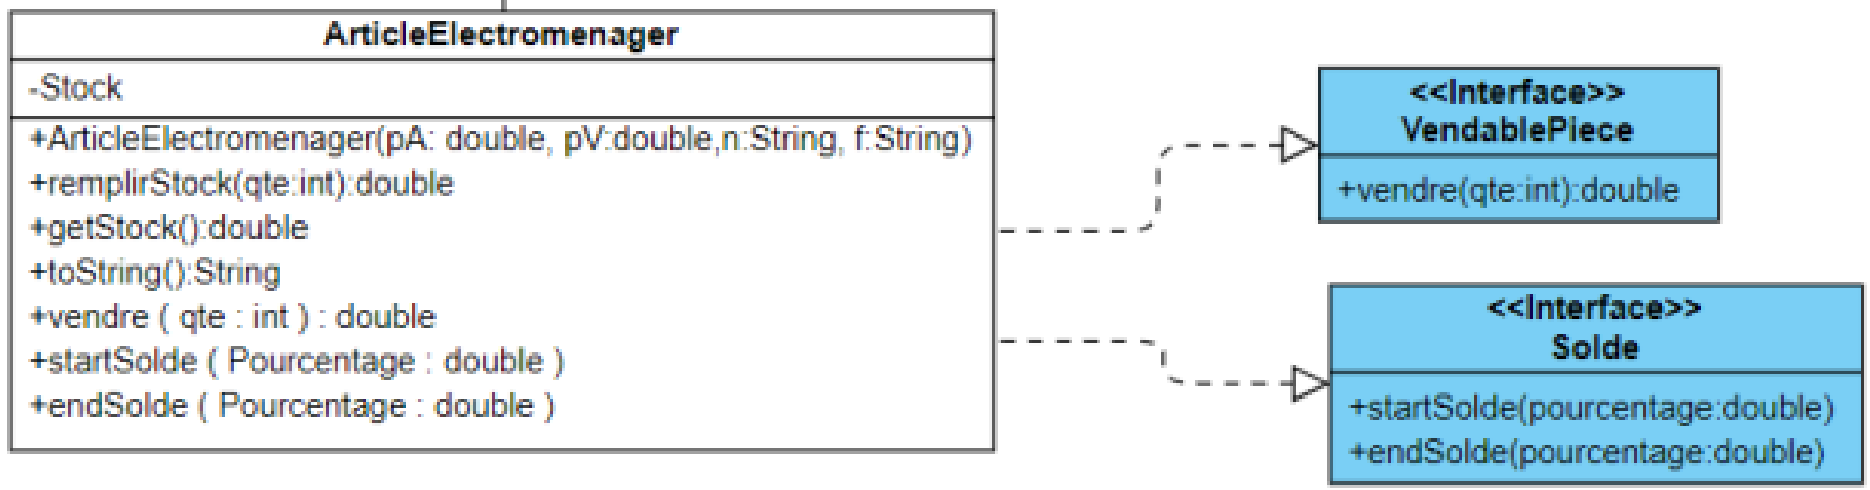 ArticleElectromenager
-Stock
+ArticleElectromenager(pA: double, pV:double,n:String, f:String)
+remplirStock(qte:int):double
+getStock():double
+toString():String
+vendre ( qte : int ) : double
+startSolde ( Pourcentage : double )
+endSolde ( Pourcentage : double )
<<Interface>>
VendablePiece
+vendre(qte:int):double
<<Interface>>
Solde
+startSolde(pourcentage:double)
+endSolde(pourcentage:double)